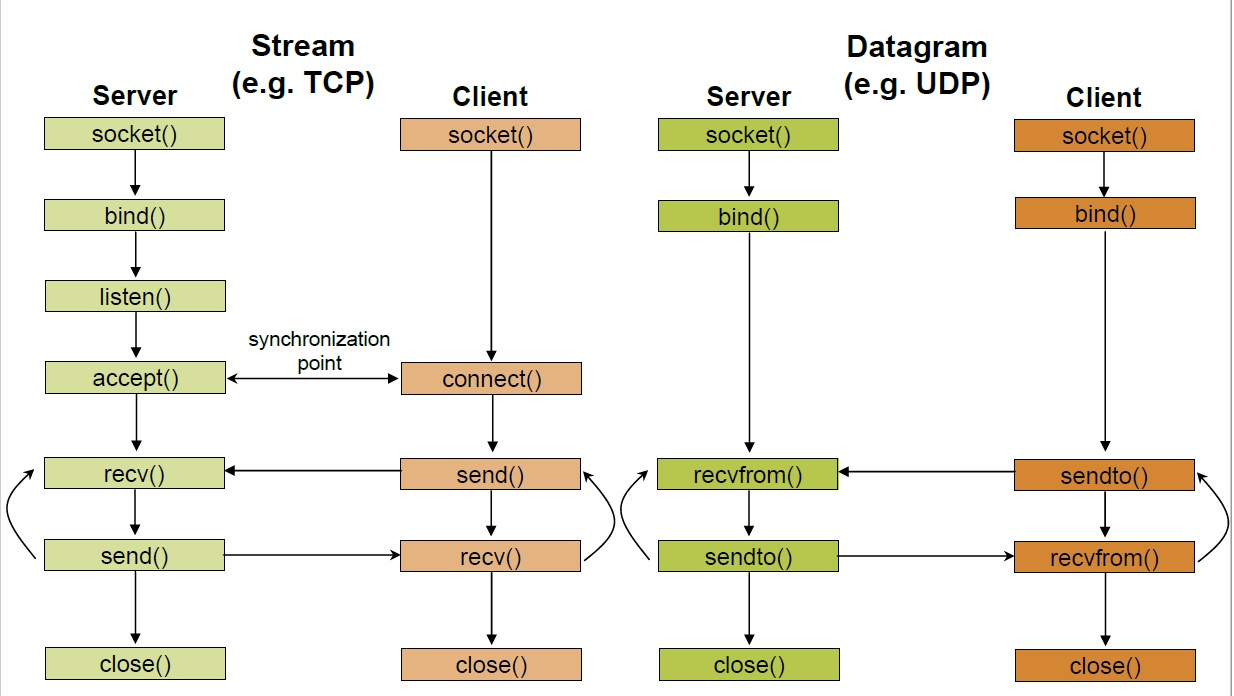 Stream
(e.g. TCP)
Server
Client
socket()
bind()
listen()
accept()
recv()
send()
close()
synchronization
point
socket()
connect()
send()
recv()
close()
Datagram
(e.g. UDP)
Server
Client
socket()
bind()
recvfrom()
sendto()
close()
socket()
bind()
sendto()
recvfrom()
close()